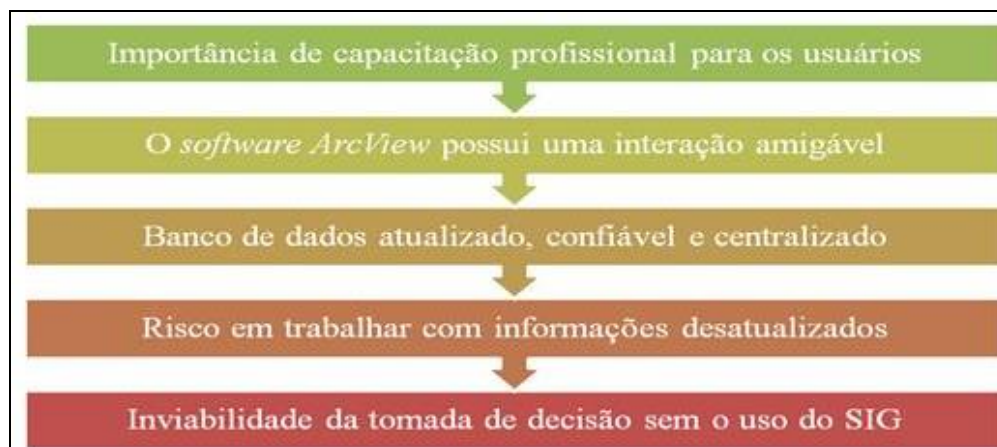 Importância de capacitação profissional para os usuários
O software ArcView possui uma interação amigável
Banco de dados atualizado, confiável e centralizado
Risco em trabalhar com informações desatualizados
Inviabilidade da tomada de decisão sem o uso do SIG